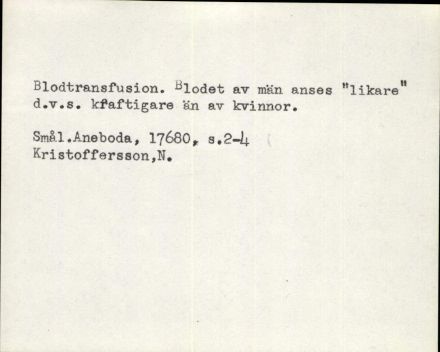 Blodtransfusion. Blodet av män anses "likare"
d.v.s. kraftigare än av kvinnor.
Smål.Aneboda, 17680, s.2-4
Kristoffersson,N.